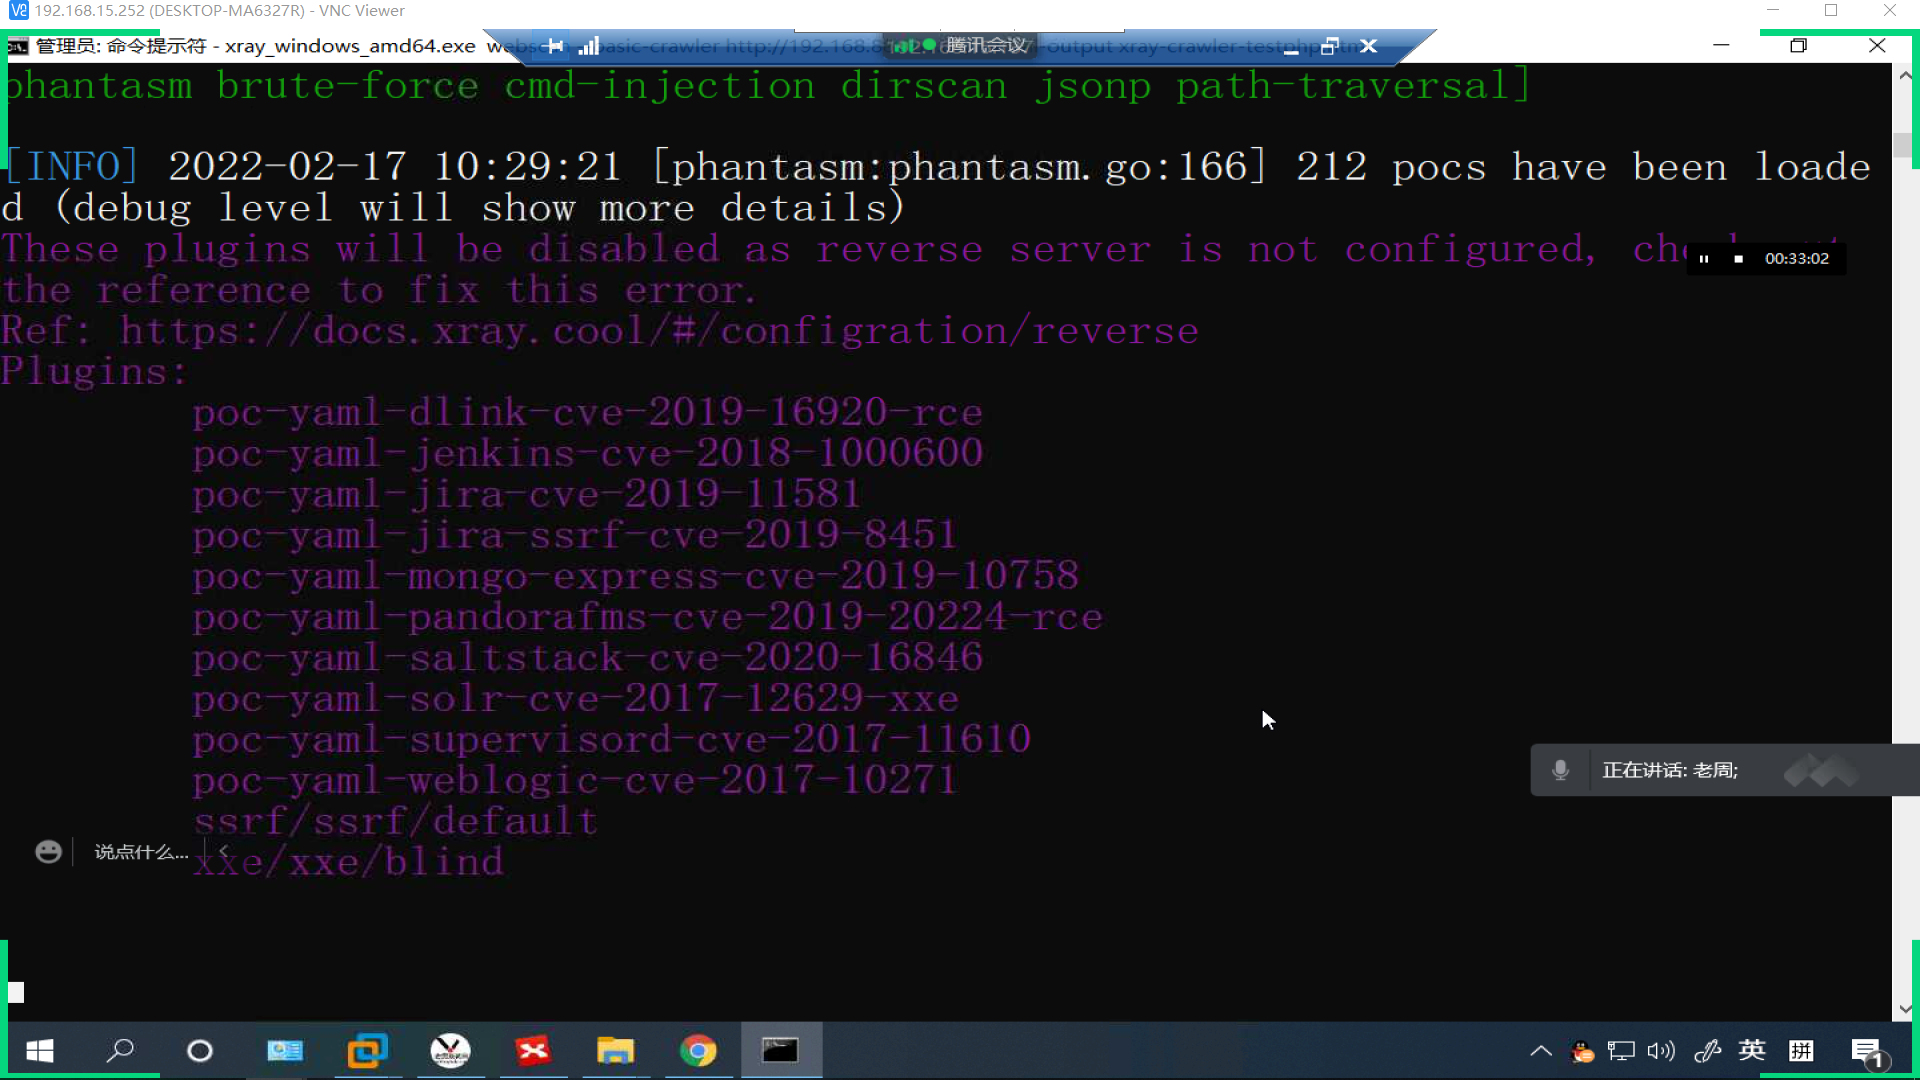 192.168.15.252 (DESKTOP-MA6327R) - VNC Viewer
管理员: 命令提示符 - xray_windows_amd64.exe
basic-crawler http://192.168.8
腾讯会议
output xray-crawler-testphp
phantasm brute-force cmd-injection dirscan jsonp path-traversal]
[INFO] 2022-02-17 10:29:21 [phantasm:phantasm.go:166] 212 pocs have been loade
d (debug level will show more details)
These plugins will be disabled as reverse server is not configured,
00:33:02
the reference to fix this error.
Ref: https://docs.xray.cool/#/configration/reverse
Plugins:
poc-yaml-dlink-cve-2019-16920-rce
poc-yaml-jenkins-cve-2018-1000600
poc-yaml-jira-cve-2019-11581
poc-yaml-jira-ssrf-cve-2019-8451
poc-yaml-mongo-express-cve-2019-10758
poc-yaml-pandorafms-cve-2019-20224-rce
poc-yaml-saltstack-cve-2020-16846
poc-yaml-solr-cve-2017-12629-xxe
poc-yaml-supervisord-cve-2017-11610
正在讲话: 老周;
poc-yaml-weblogic-cve-2017-10271
ssrf/ssrf/default
说点什么...
xxe/xxe/blind
英
拼
1